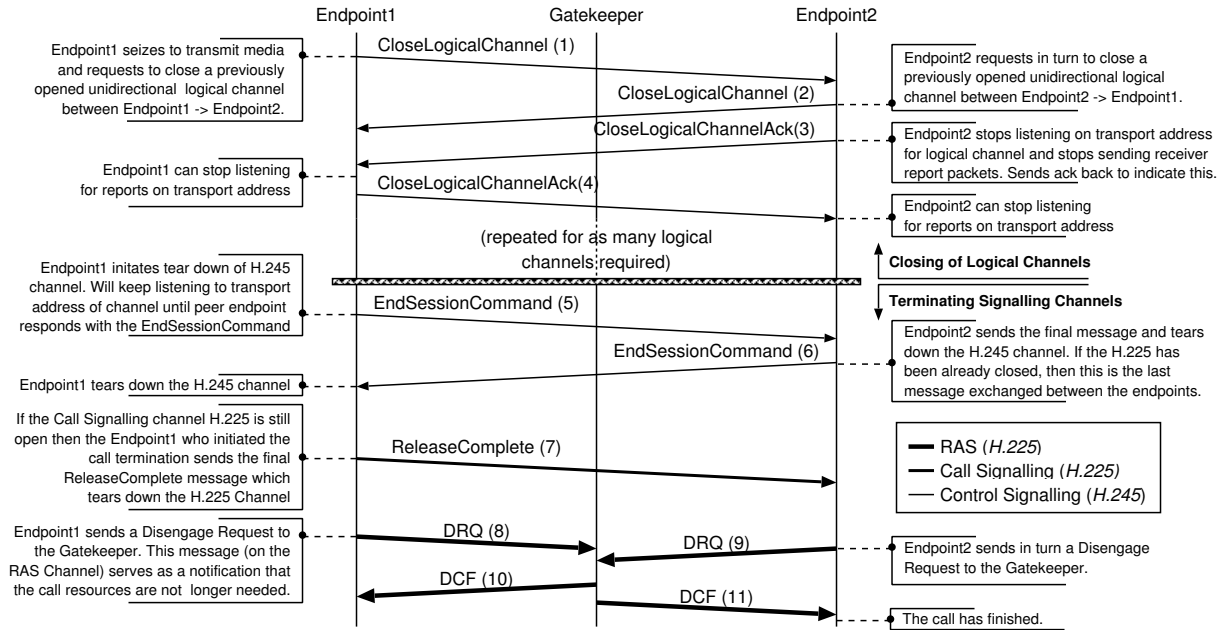 Endpoint1
Gatekeeper
Endpoint2
Endpoint1 seizes to transmit media
and requests to close a previously
opened unidirectional logical channel
between Endpoint1 -> Endpoint2.
CloseLogicalChannel (1)
Endpoint2 requests in turn to close a
previously opened unidirectional logical
channel between Endpoint2 -> Endpoint1.
CloseLogicalChannel (2)
CloseLogicalChannelAck(3)
Endpoint2 stops listening on transport address
for logical channel and stops sending receiver
report packets. Sends ack back to indicate this.
Endpoint1 can stop listening
for reports on transport address
CloseLogicalChannelAck(4)
Endpoint2 can stop listening
for reports on transport address
(repeated for as many logical
channels required)
Closing of Logical Channels
Terminating Signalling Channels
Endpoint1 initates tear down of H.245
channel. Will keep listening to transport
address of channel until peer endpoint
responds with the EndSessionCommand
EndSessionCommand (5)
EndSessionCommand (6)
Endpoint2 sends the final message and tears
down the H.245 channel. If the H.225 has
been already closed, then this is the last
message exchanged between the endpoints.
Endpoint1 tears down the H.245 channel
If the Call Signalling channel H.225 is still
open then the Endpoint1 who initiated the
call termination sends the final
ReleaseComplete message which
tears down the H.225 Channel
ReleaseComplete (7)
RAS (H.225)
Call Signalling (H.225)
Control Signalling (H.245)
Endpoint1 sends a Disengage Request to
the Gatekeeper. This message (on the
RAS Channel) serves as a notification that
the call resources are not longer needed.
DRQ (8)
DRQ (9)
Endpoint2 sends in turn a Disengage
Request to the Gatekeeper.
DCF (10)
DCF (11)
The call has finished.